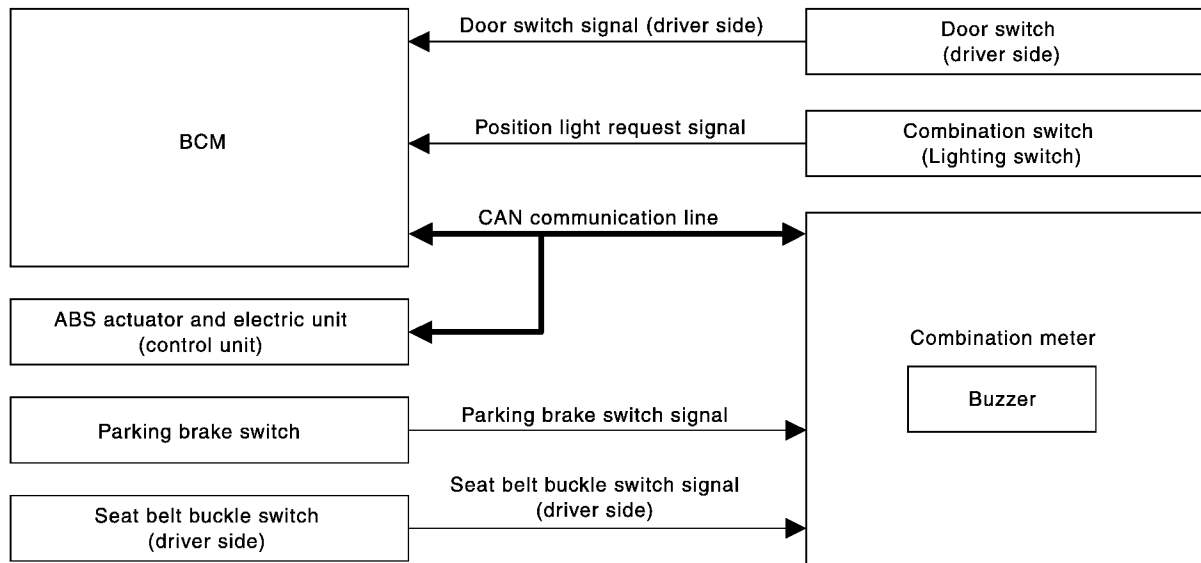 Door switch signal (driver side)
Door switch
(driver side)
BCM
Position light request signal
Combination switch
(Lighting switch)
CAN communication line
ABS actuator and electric unit
(control unit)
Combination meter
Buzzer
Parking brake switch
Parking brake switch signal
Seat belt buckle switch
(driver side)
Seat belt buckle switch signal
(driver side)